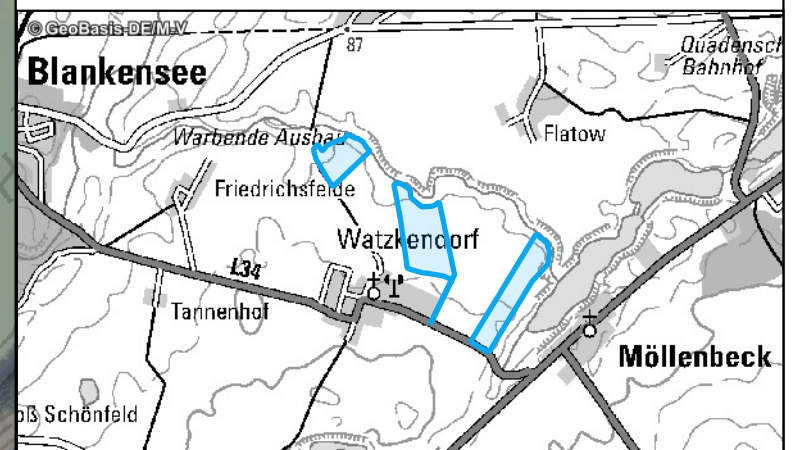 © GeoBasis-DE/M-V
87
Quadensch
Bahnhof
Blankensee
Warbende Ausbau
Flatow
Friedrichsfelde
Watzkendorf
L34
Tannenhof
Möllenbeck
oß Schönfeld